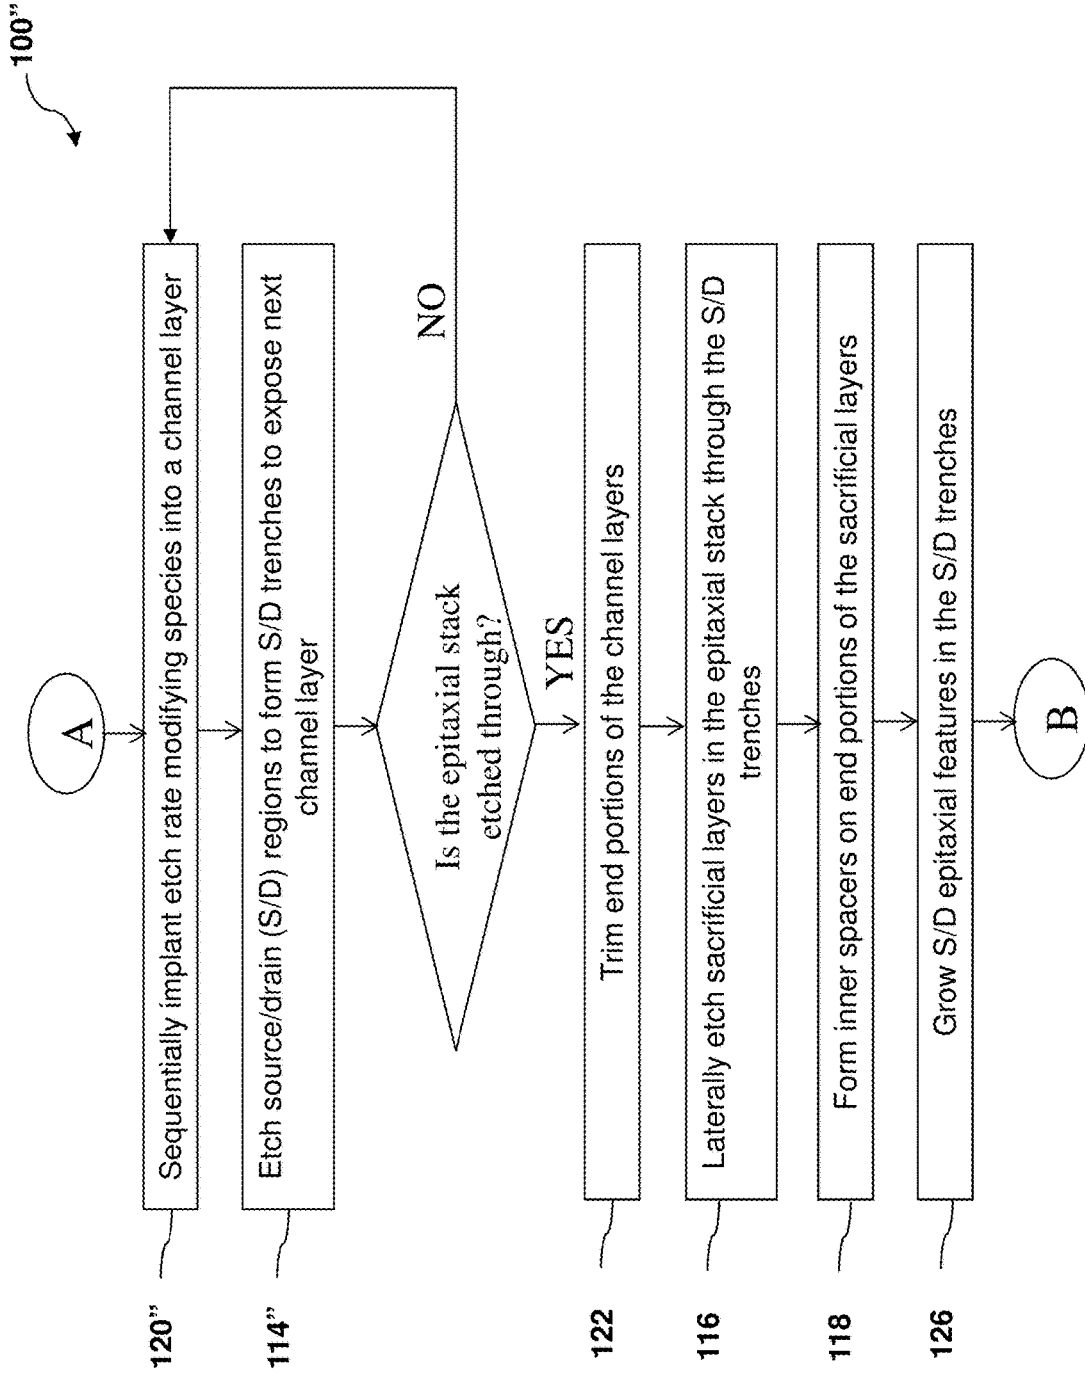 100”
A
120”
Sequentially implant etch rate modifying species into a channel layer
114”
Etch source/drain (S/D) regions to form S/D trenches to expose next
channel layer
Is the epitaxial stack
etched through?
NO
YES
122
Trim end portions of the channel layers
116
Laterally etch sacrificial layers in the epitaxial stack through the S/D
trenches
118
Form inner spacers on end portions of the sacrificial layers
126
Grow S/D epitaxial features in the S/D trenches
B